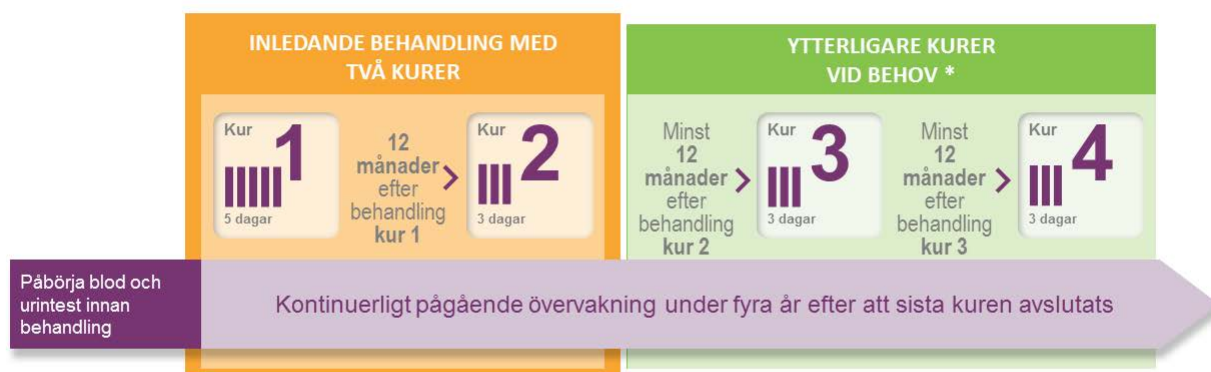 INLEDANDE BEHANDLING MED
TVÅ KURER
Kur
1
5 dagar
12
månader
efter
behandling
kur 1
Kur
2
3 dagar
YTTERLIGARE KURER
VID BEHOV *
Minst
12
månader
efter
behandling
kur 2
Kur
3
3 dagar
Minst
12
månader
efter
behandling
kur 3
Kur
4
3 dagar
Påbörja blod och
urintest innan
behandling
Kontinuerligt pågående övervakning under fyra år efter att sista kuren avslutats